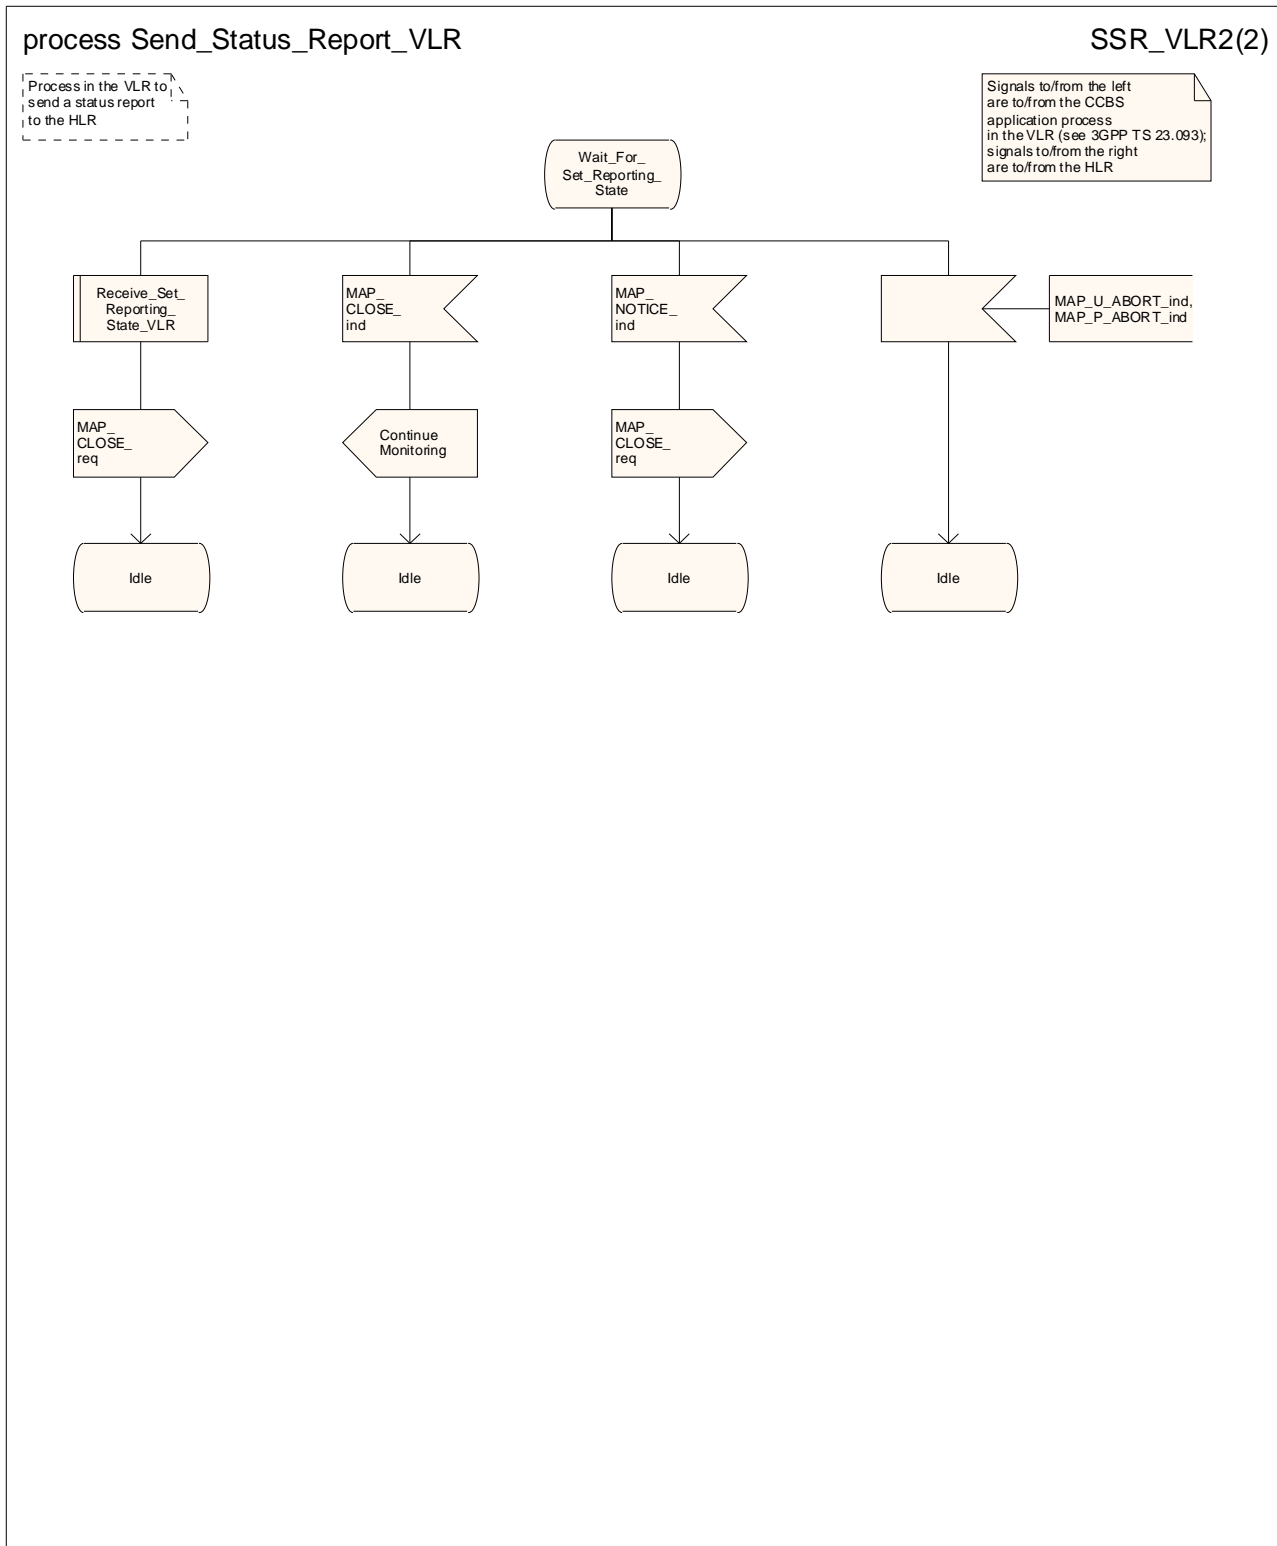 process Send_Status_Report_VLR
SSR_VLR2(2)
Process in the VLR to
send a status report
to the HLR
Signals to/from the left
are to/from the CCBS
application process
in the VLR (see 3GPP TS 23.093);
signals to/from the right
are to/from the HLR
Wait_For_
Set_Reporting_
State
Receive_Set_
Reporting_
State_VLR
MAP_
CLOSE_
ind
MAP_
NOTICE_
ind
MAP_U_ABORT_ind,
MAP_P_ABORT_ind
MAP_
CLOSE_
req
Continue
Monitoring
MAP_
CLOSE_
req
Idle
Idle
Idle
Idle